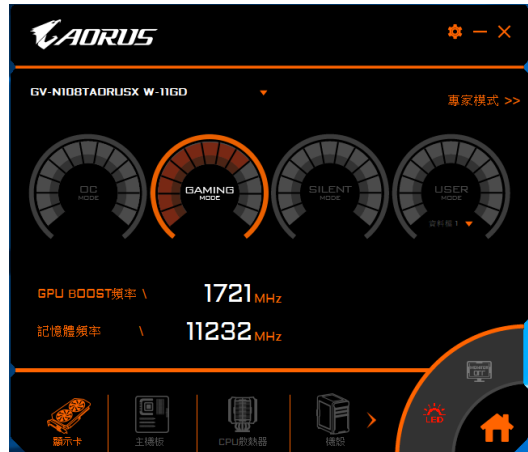 AORUS
GV-N108TAORUSX W-11GD
專家模式 >>
OC
MODE
GAMING
MODE
SILENT
MODE
USER
MODE
資料檔 1
GPU BOOST頻率 \ 1721 MHz
記憶體頻率 \ 11232 MHz
MONITOR
OFF
LED
顯示卡
主機板
CPU散熱器
機殼